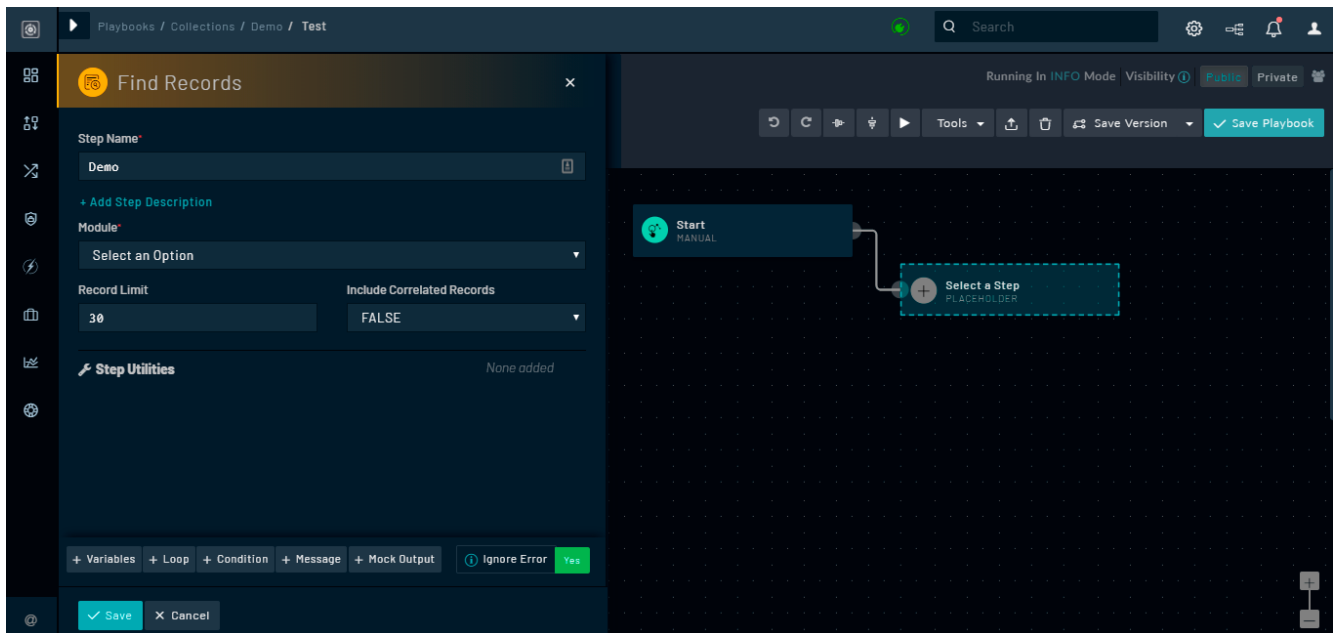 Playbooks / Collections / Demo / Test
Search
Find Records
Running In INFO Mode Visibility Public Private
Tools Save Version Save Playbook
Step Name*
Demo
+ Add Step Description
Module*
Select an Option
Record Limit Include Correlated Records
30 FALSE
Step Utilities None added
+ Variables + Loop + Condition + Message + Mock Output Ignore Error Yes
Save Cancel
@
Start
MANUAL
Select a Step
PLACEHOLDER